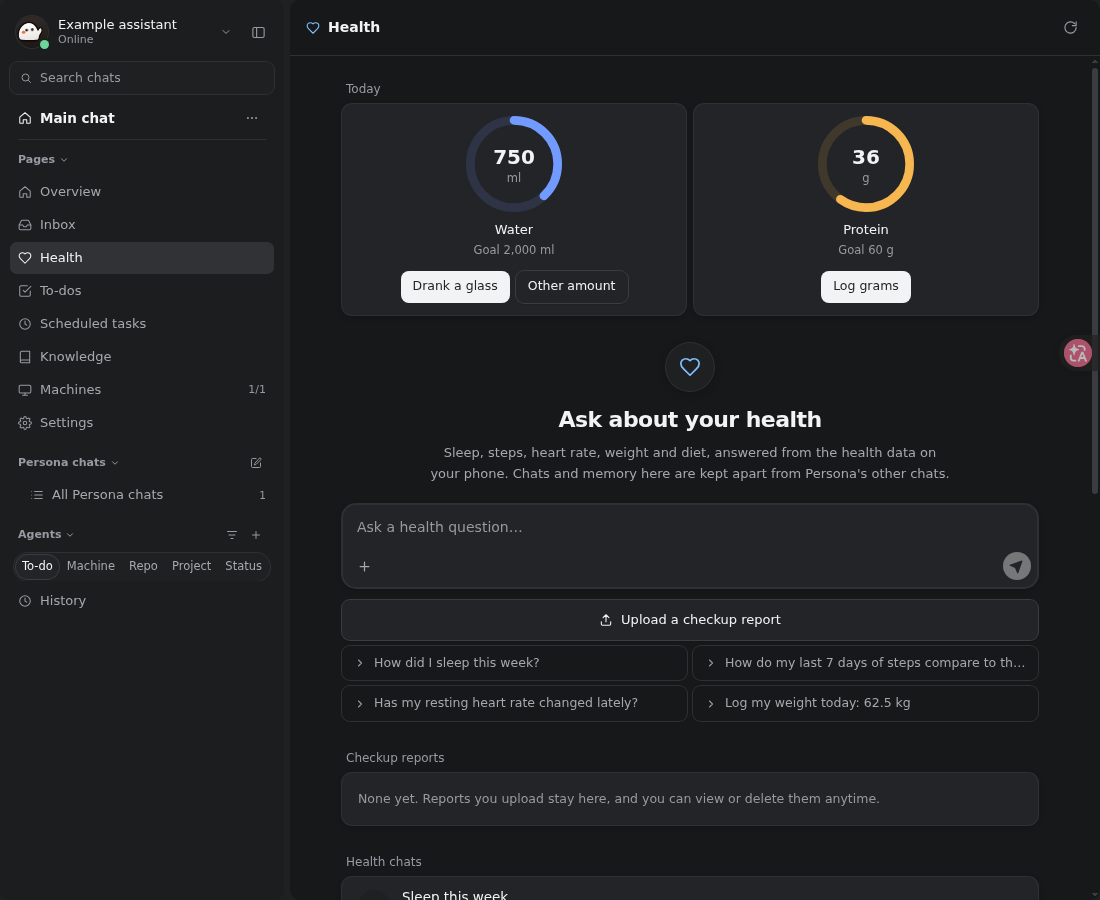 Example assistant
Online
Search chats
Main chat
Pages
Overview
Inbox
Health
To-dos
Scheduled tasks
Knowledge
Machines 1/1
Settings
Persona chats
All Persona chats 1
Agents
To-do Machine Repo Project Status
History
Health
Today
750
ml
Water
Goal 2,000 ml
Drank a glass Other amount
36
g
Protein
Goal 60 g
Log grams
Ask about your health
Sleep, steps, heart rate, weight and diet, answered from the health data on
your phone. Chats and memory here are kept apart from Persona's other chats.
Ask a health question…
Upload a checkup report
How did I sleep this week?
How do my last 7 days of steps compare to th…
Has my resting heart rate changed lately?
Log my weight today: 62.5 kg
Checkup reports
None yet. Reports you upload stay here, and you can view or delete them anytime.
Health chats
Sleep this week